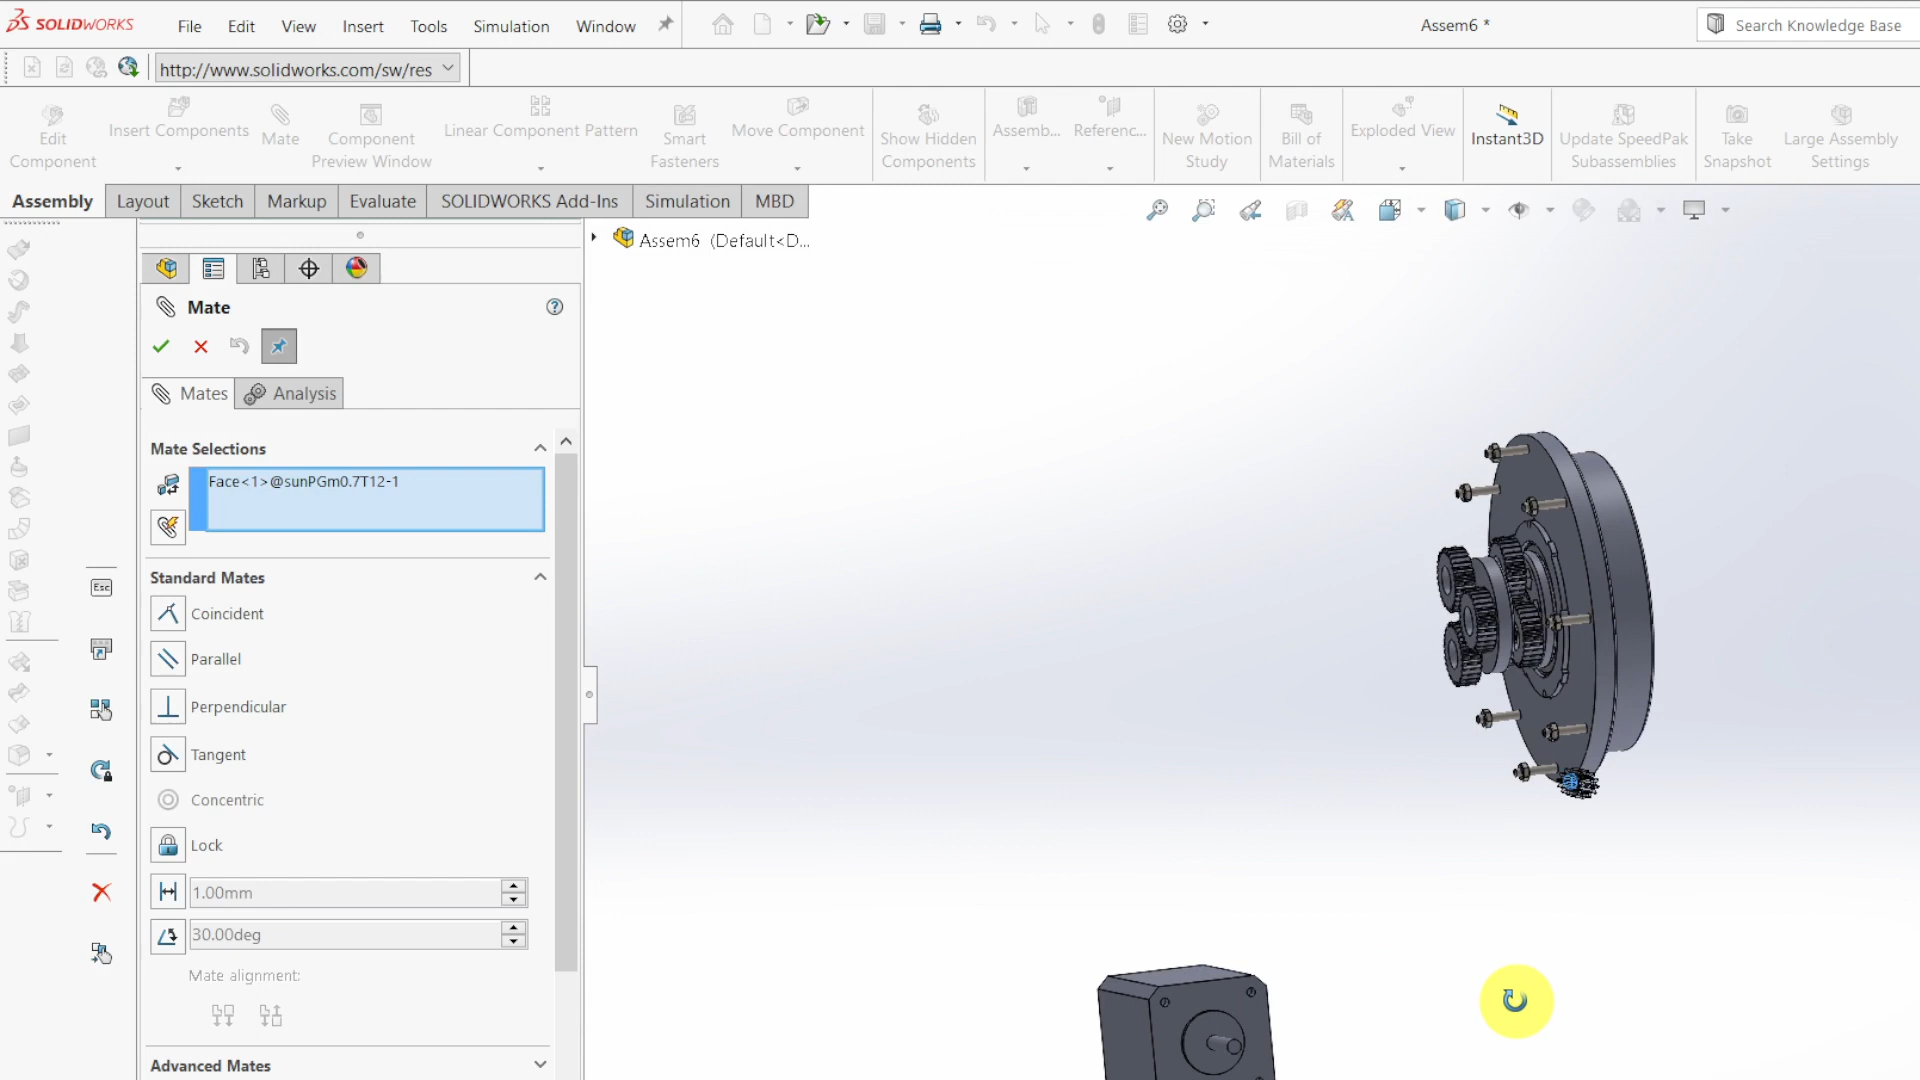 SOLIDWORKS File Edit View Insert Tools Simulation Window Assem6 * Search Knowledge Base
http://www.solidworks.com/sw/res
Edit Component Insert Components Mate Component Preview Window Linear Component Pattern Smart Fasteners Move Component Show Hidden Components Assemb... Referenc... New Motion Study Bill of Materials Exploded View Instant3D Update SpeedPak Subassemblies Take Snapshot Large Assembly Settings
Assembly Layout Sketch Markup Evaluate SOLIDWORKS Add-Ins Simulation MBD
Assem6 (Default<D...
Mate
Mates Analysis
Mate Selections
Face<1>@sunPGm0.7T12-1
Standard Mates
Esc
Coincident
Parallel
Perpendicular
Tangent
Concentric
Lock
1.00mm
30.00deg
Mate alignment:
Advanced Mates